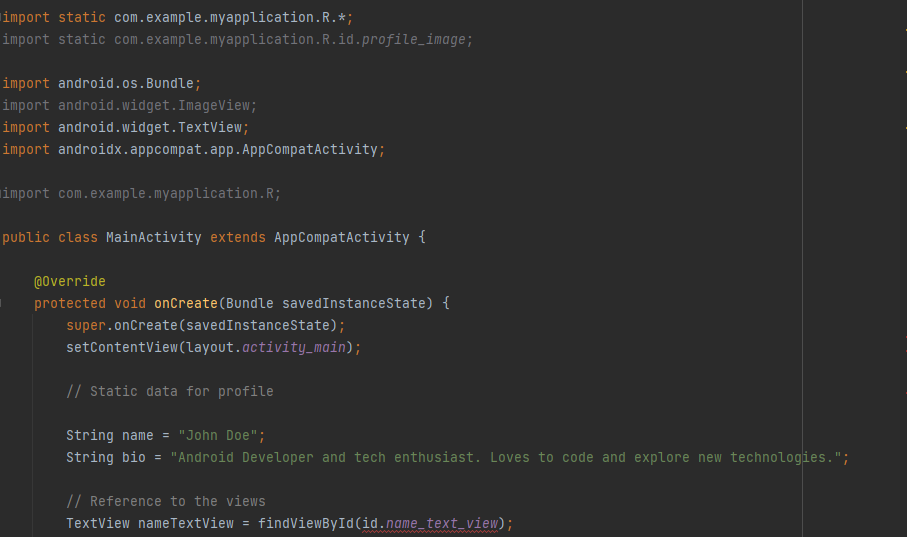 import static com.example.myapplication.R.*;
import static com.example.myapplication.R.id.profile_image;
import android.os.Bundle;
import android.widget.ImageView;
import android.widget.TextView;
import androidx.appcompat.app.AppCompatActivity;
import com.example.myapplication.R;
public class MainActivity extends AppCompatActivity {
@Override
protected void onCreate(Bundle savedInstanceState) {
super.onCreate(savedInstanceState);
setContentView(layout.activity_main);
// Static data for profile
String name = "John Doe";
String bio = "Android Developer and tech enthusiast. Loves to code and explore new technologies.";
// Reference to the views
TextView nameTextView = findViewById(id.name_text_view);